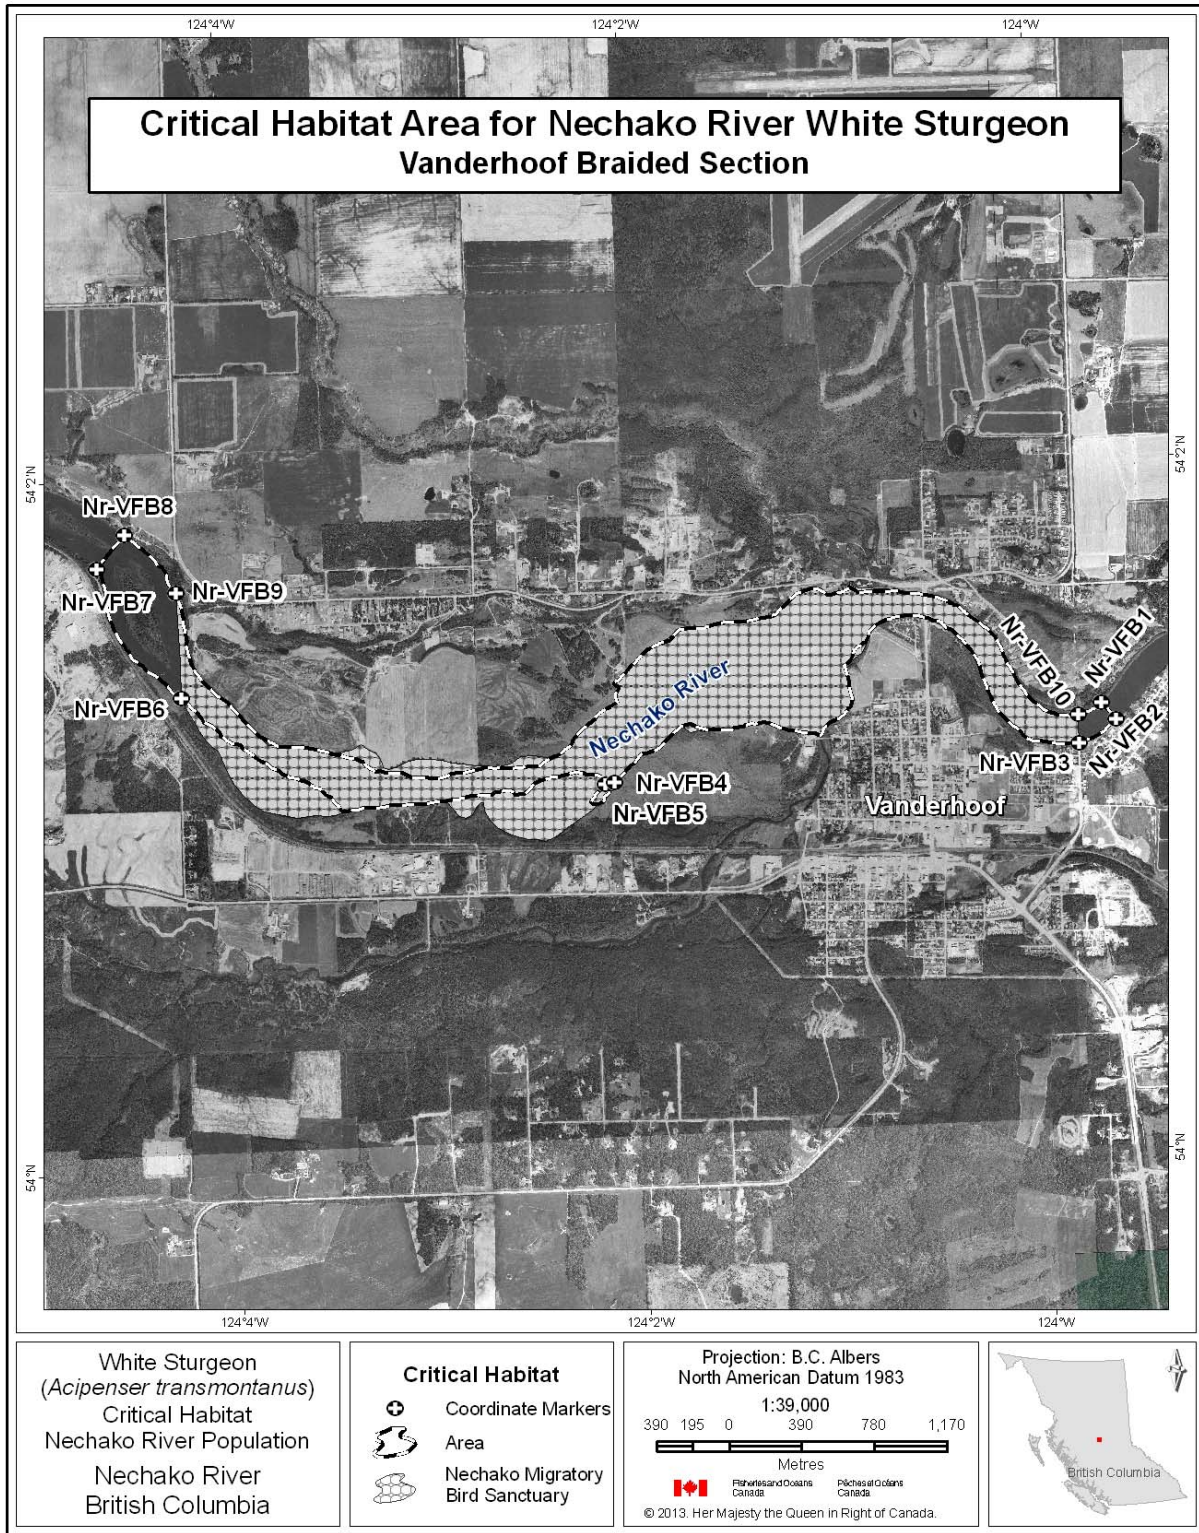 124°4'W
124°2'W
124°W
Critical Habitat Area for Nechako River White Sturgeon
Vanderhoof Braided Section
54°2'N
54°2'N
Nr-VFB8
Nr-VFB7
Nr-VFB9
Nr-VFB6
Nechako River
Nr-VFB10
Nr-VFB1
Nr-VFB2
Nr-VFB3
Nr-VFB4
Nr-VFB5
Vanderhoof
54°N
54°N
124°4'W
124°2'W
124°W
White Sturgeon
(Acipenser transmontanus)
Critical Habitat
Nechako River Population
Nechako River
British Columbia
Critical Habitat
Coordinate Markers
Area
Nechako Migratory
Bird Sanctuary
Projection: B.C. Albers
North American Datum 1983
1:39,000
390 195 0 390 780 1,170
Metres
Fisheries and Oceans
Canada
Pêches et Océans
Canada
© 2013. Her Majesty the Queen in Right of Canada.
British Columbia